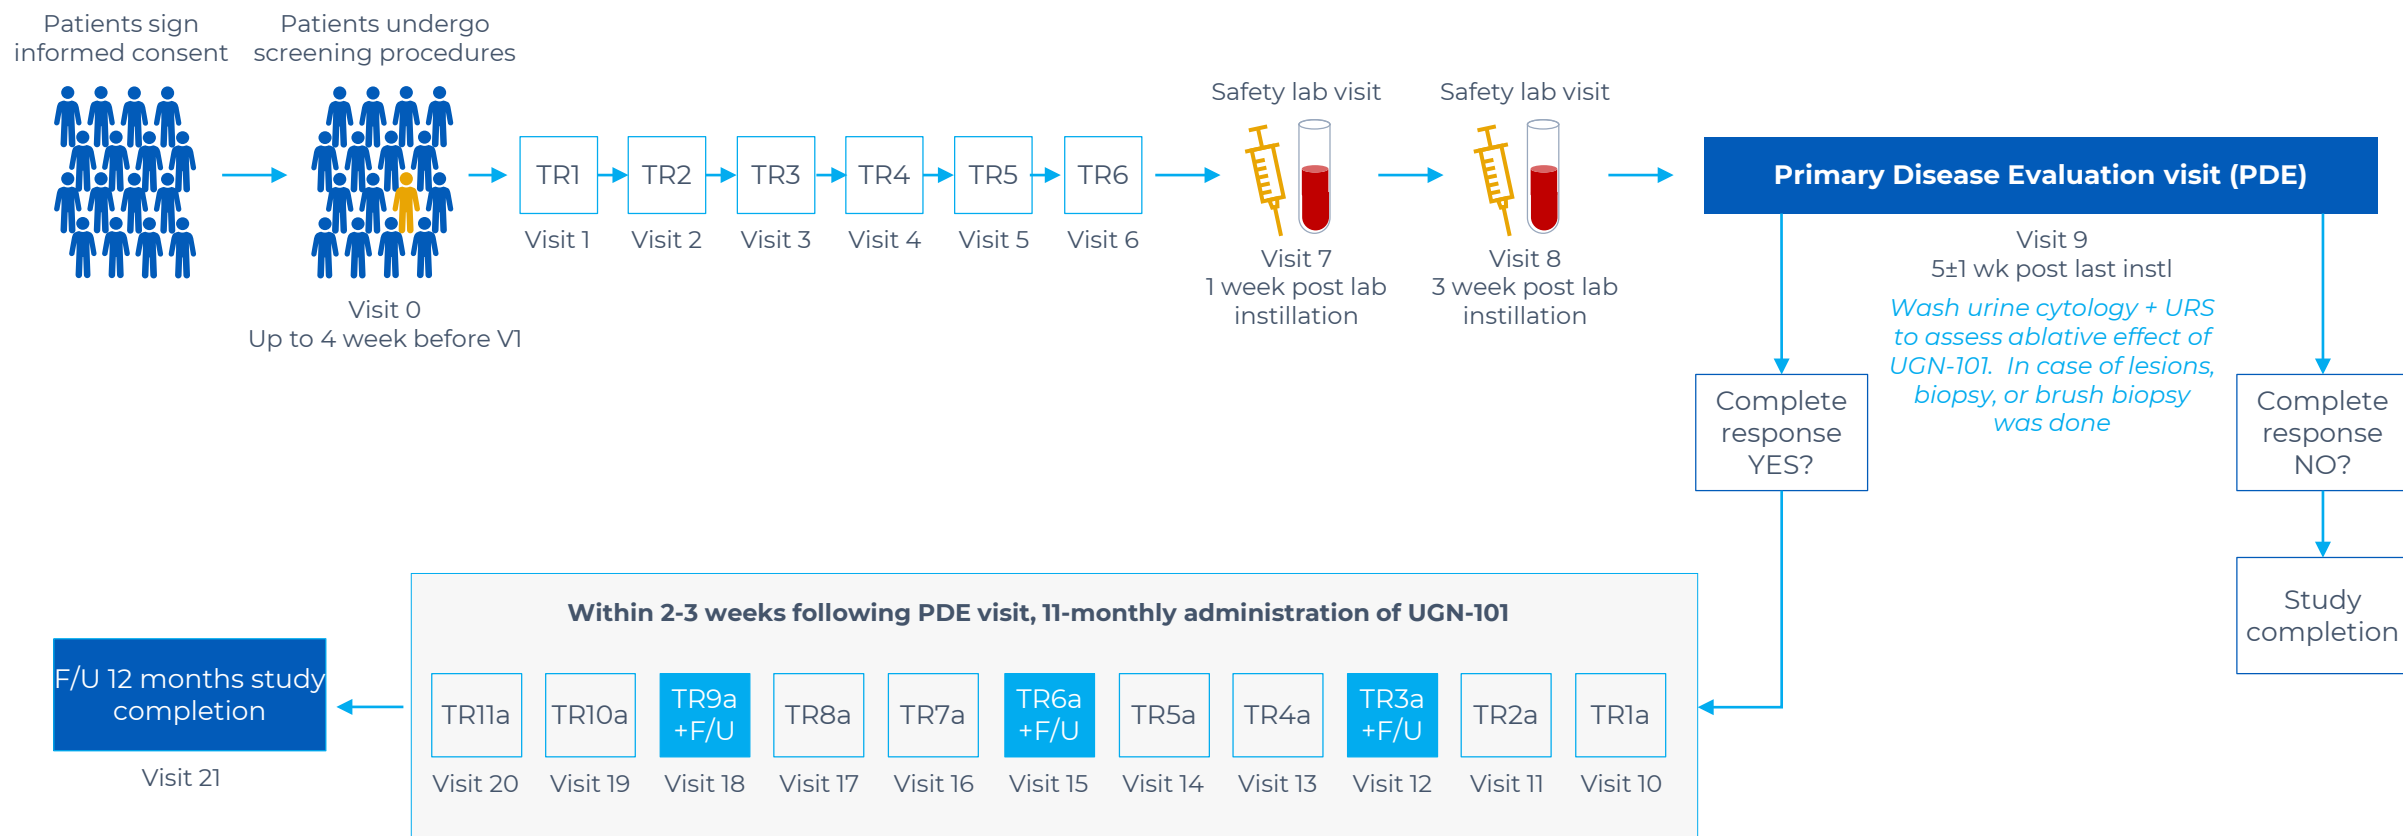 Patients sign
informed consent
Patients undergo
screening procedures
Visit 0
Up to 4 week before V1
TR1
Visit 1
TR2
Visit 2
TR3
Visit 3
TR4
Visit 4
TR5
Visit 5
TR6
Visit 6
Safety lab visit
Visit 7
1 week post lab
instillation
Safety lab visit
Visit 8
3 week post lab
instillation
Primary Disease Evaluation visit (PDE)
Visit 9
5±1 wk post last instl
Wash urine cytology + URS
to assess ablative effect of
UGN-101.  In case of lesions,
biopsy, or brush biopsy
was done
Complete
response
YES?
Complete
response
NO?
Study
completion
Within 2-3 weeks following PDE visit, 11-monthly administration of UGN-101
TR11a
Visit 20
TR10a
Visit 19
TR9a
+F/U
Visit 18
TR8a
Visit 17
TR7a
Visit 16
TR6a
+F/U
Visit 15
TR5a
Visit 14
TR4a
Visit 13
TR3a
+F/U
Visit 12
TR2a
Visit 11
TR1a
Visit 10
F/U 12 months study
completion
Visit 21